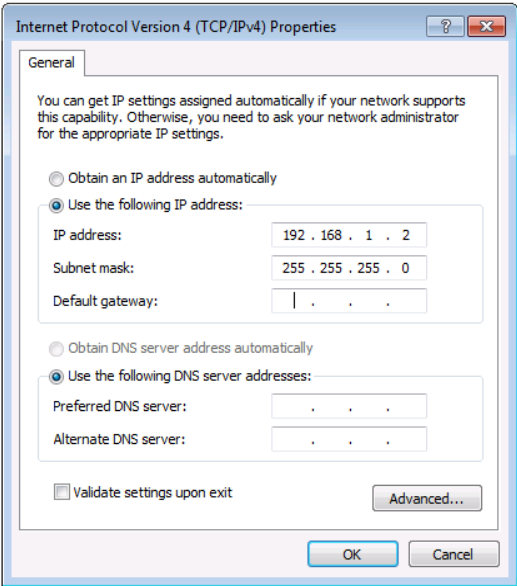 Internet Protocol Version 4 (TCP/IPv4) Properties
?
General
You can get IP settings assigned automatically if your network supports
this capability. Otherwise, you need to ask your network administrator
for the appropriate IP settings.
Obtain an IP address automatically
Use the following IP address:
IP address: 192 . 168 . 1 . 2
Subnet mask: 255 . 255 . 255 . 0
Default gateway: . . .
Obtain DNS server address automatically
Use the following DNS server addresses:
Preferred DNS server: . . .
Alternate DNS server: . . .
Validate settings upon exit
Advanced...
OK Cancel